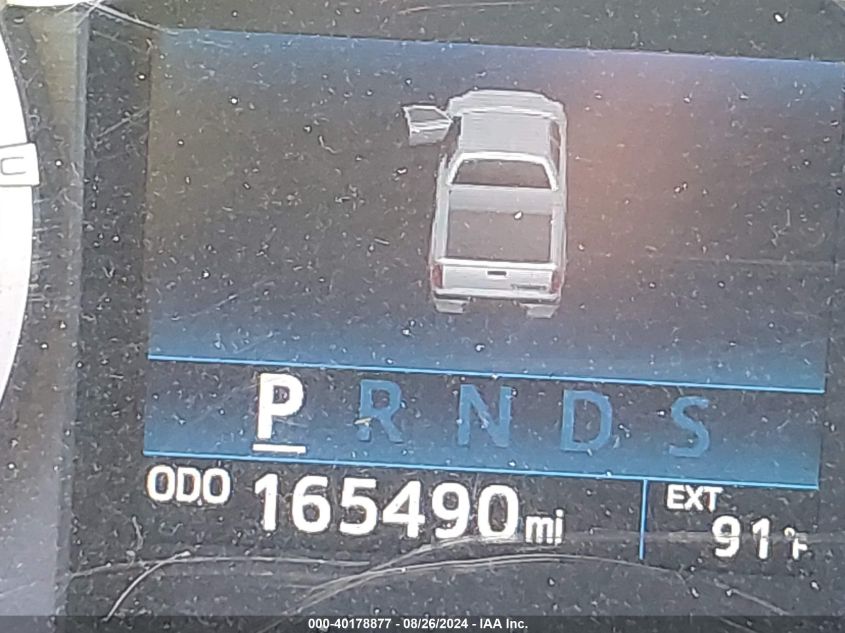 C
P R N D S
ODO 165490 mi
EXT
91°F
000-40178877 - 08/26/2024 - IAA Inc.